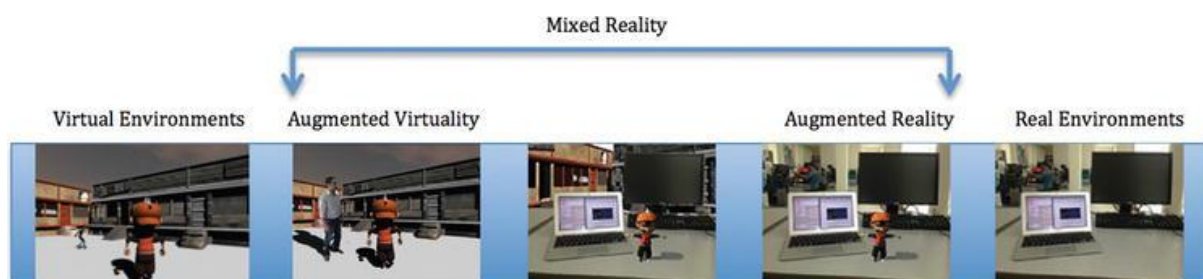 Mixed Reality
Virtual Environments
Augmented Virtuality
Augmented Reality
Real Environments